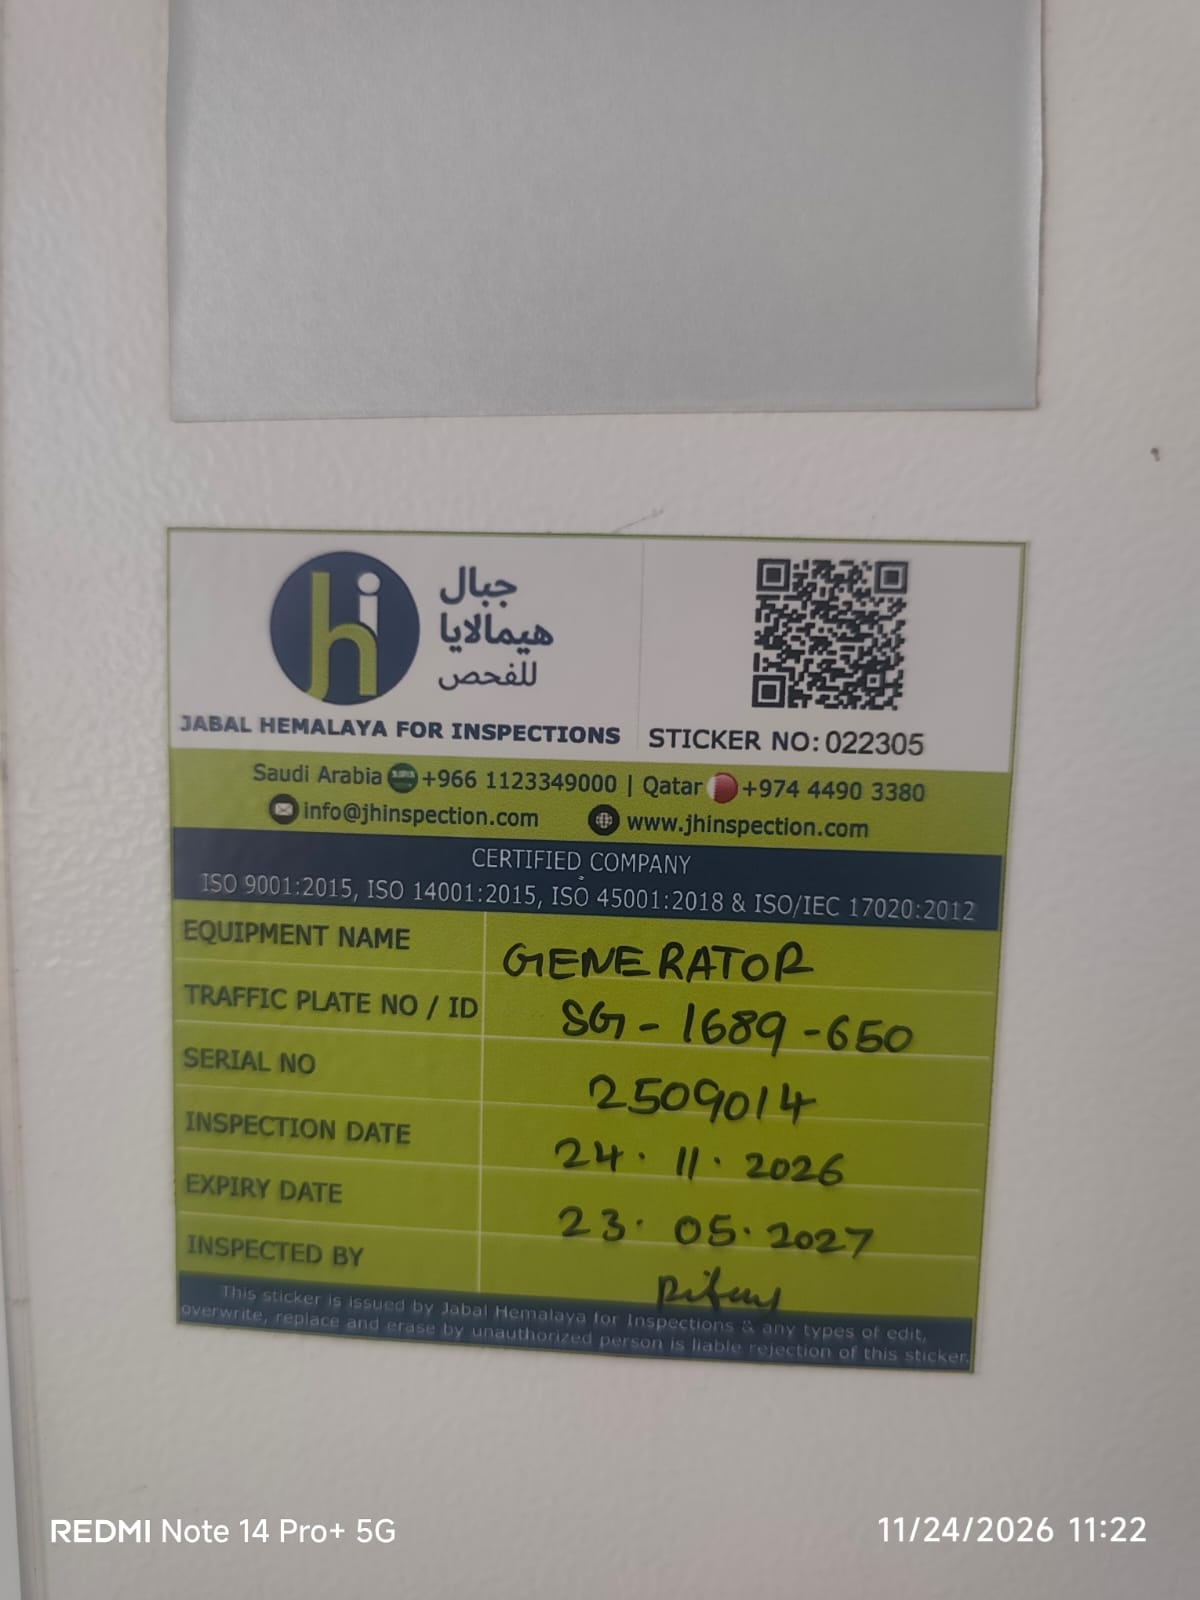 hi
جبال
هيمالايا
للفحص
JABAL HEMALAYA FOR INSPECTIONS
STICKER NO: 022305
Saudi Arabia +966 1123349000 | Qatar +974 4490 3380
info@jhinspection.com www.jhinspection.com
CERTIFIED COMPANY
ISO 9001:2015, ISO 14001:2015, ISO 45001:2018 & ISO/IEC 17020:2012
EQUIPMENT NAME GENERATOR
TRAFFIC PLATE NO / ID SG-1689-650
SERIAL NO 2509014
INSPECTION DATE 24.11.2026
EXPIRY DATE 23.05.2027
INSPECTED BY
This sticker is issued by Jabal Hemalaya for Inspections & any types of edit,
overwrite, replace and erase by unauthorized person is liable rejection of this sticker.
REDMI Note 14 Pro+ 5G
11/24/2026 11:22